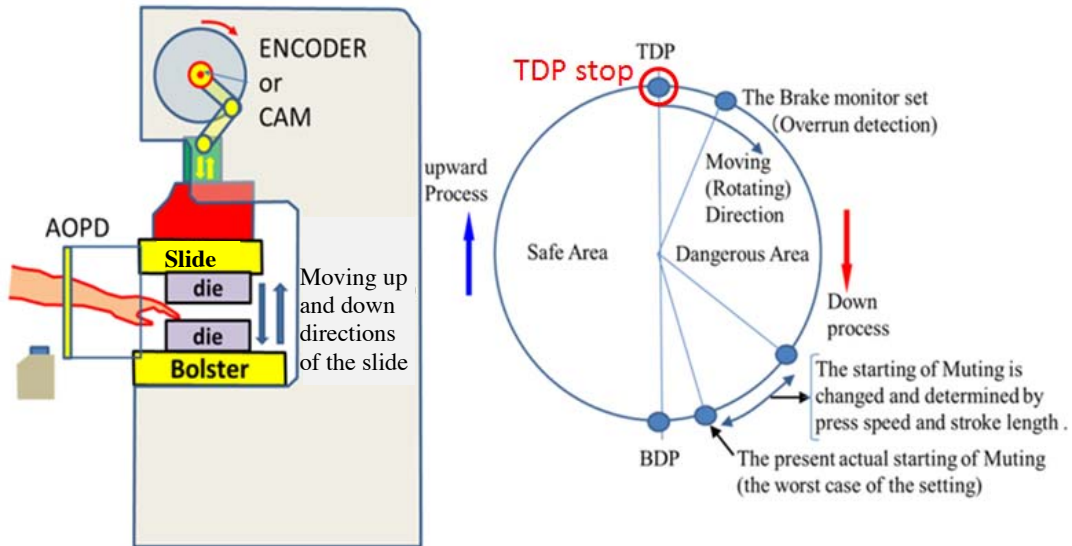 ENCODER
or
CAM
AOPD
Slide
die
die
Bolster
Moving up
and down
directions
of the slide
TDP
TDP stop
The Brake monitor set
(Overrun detection)
upward
Process
Moving
(Rotating)
Direction
Safe Area
Dangerous Area
Down
process
The starting of Muting is
changed and determined by
press speed and stroke length .
BDP
The present actual starting of Muting
(the worst case of the setting)